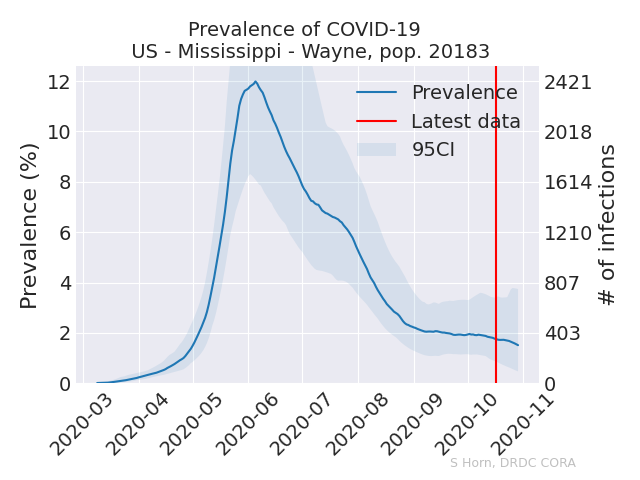 Prevalence of COVID-19
US - Mississippi - Wayne, pop. 20183
Prevalence (%)
12
10
8
6
4
2
0
Prevalence
Latest data
95CI
2421
2018
1614
1210
807
403
0
# of infections
2020-03
2020-04
2020-05
2020-06
2020-07
2020-08
2020-09
2020-10
2020-11
S Horn, DRDC CORA